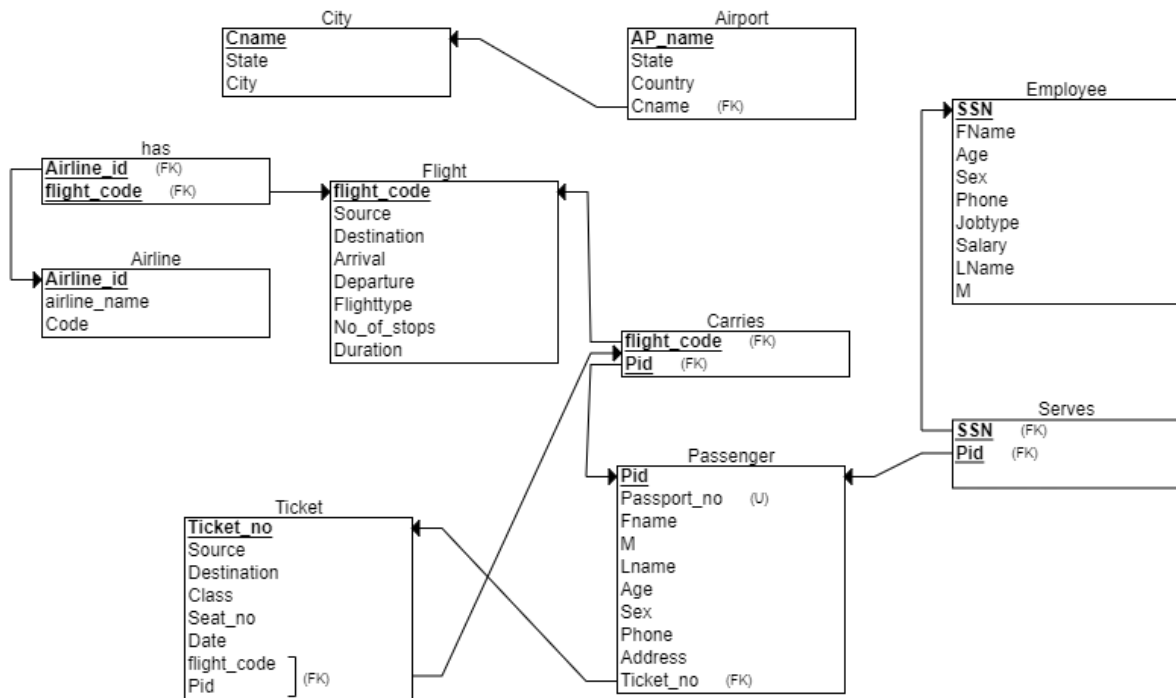 City
Cname
State
City
Airport
AP_name
State
Country
Cname (FK)
Employee
SSN
FName
Age
Sex
Phone
Jobtype
Salary
LName
M
has
Airline_id (FK)
flight_code (FK)
Flight
flight_code
Source
Destination
Arrival
Departure
Flighttype
No_of_stops
Duration
Airline
Airline_id
airline_name
Code
Carries
flight_code (FK)
Pid (FK)
Serves
SSN (FK)
Pid (FK)
Passenger
Pid
Passport_no (U)
Fname
M
Lname
Age
Sex
Phone
Address
Ticket_no (FK)
Ticket
Ticket_no
Source
Destination
Class
Seat_no
Date
flight_code
Pid
(FK)